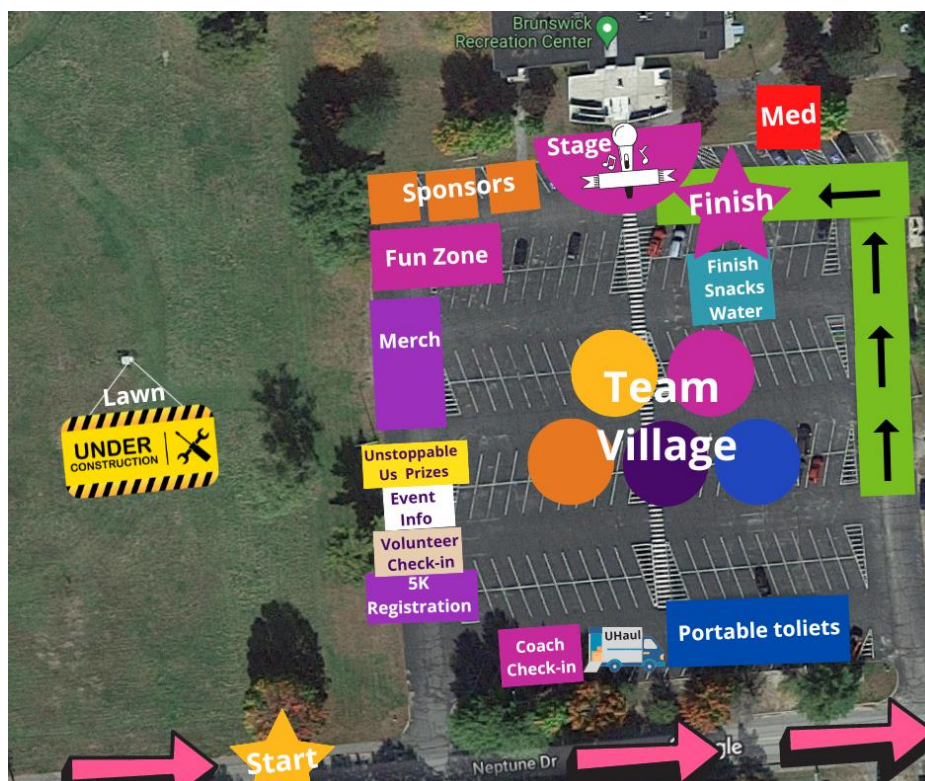 Brunswick
Recreation Center
Med
Stage
Sponsors
Finish
Fun Zone
Finish
Snacks
Water
Merch
Lawn
UNDER
CONSTRUCTION
Team
Village
Unstoppable
Us Prizes
Event
Info
Volunteer
Check-in
5K
Registration
Coach
Check-in
UHaul
Portable toliets
Start
Neptune Dr
gle